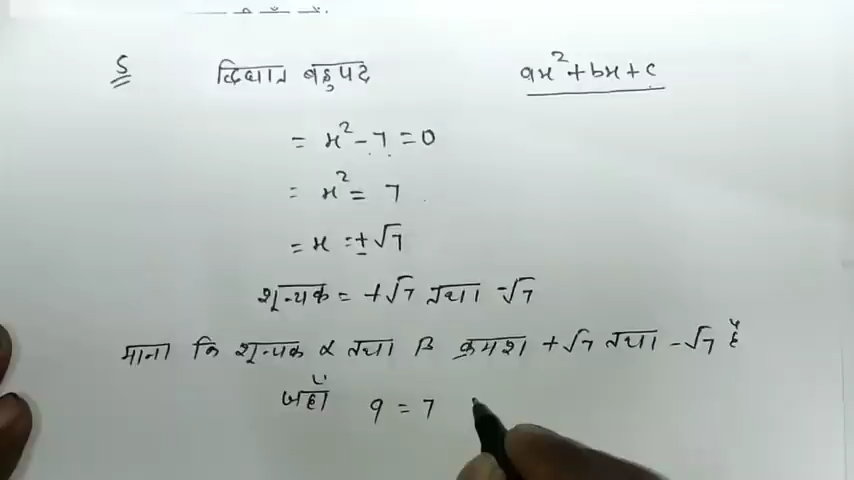 5 द्विघात बहुपद ax² + bx + c
= x² - 7 = 0
= x² = 7
= x = ± √7
शून्यक = +√7 तथा -√7
माना कि शून्यक α तथा β क्रमश +√7 तथा -√7 हैं
जहाँ a = 7